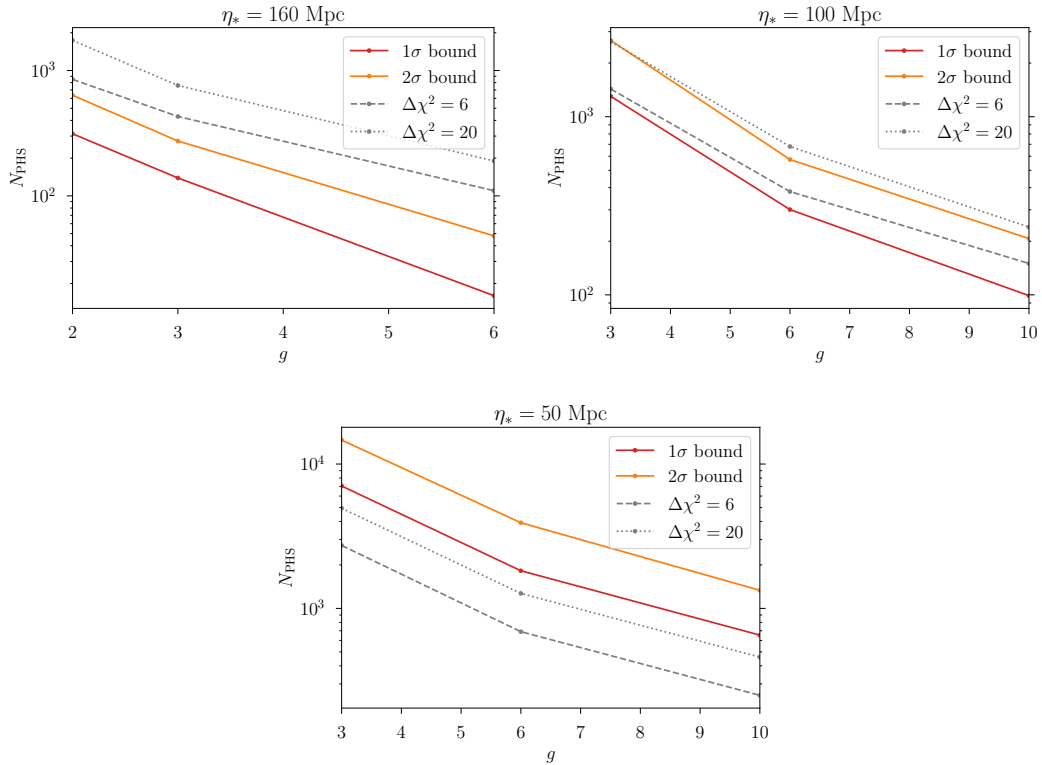 η* = 160 Mpc
10³
10²
N_PHS
2 3 4 5 6
g
1σ bound
2σ bound
Δχ² = 6
Δχ² = 20
η* = 100 Mpc
10³
10²
N_PHS
3 4 5 6 7 8 9 10
g
1σ bound
2σ bound
Δχ² = 6
Δχ² = 20
η* = 50 Mpc
10⁴
10³
N_PHS
3 4 5 6 7 8 9 10
g
1σ bound
2σ bound
Δχ² = 6
Δχ² = 20